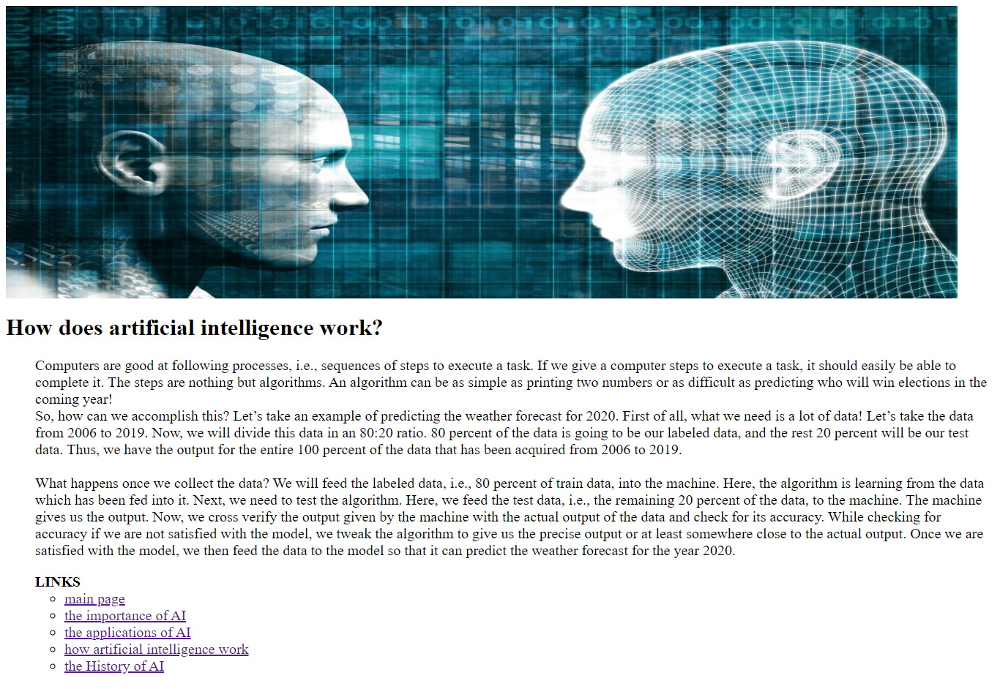 How does artificial intelligence work?
Computers are good at following processes, i.e., sequences of steps to execute a task. If we give a computer steps to execute a task, it should easily be able to
complete it. The steps are nothing but algorithms. An algorithm can be as simple as printing two numbers or as difficult as predicting who will win elections in the
coming year!
So, how can we accomplish this? Let’s take an example of predicting the weather forecast for 2020. First of all, what we need is a lot of data! Let’s take the data
from 2006 to 2019. Now, we will divide this data in an 80:20 ratio. 80 percent of the data is going to be our labeled data, and the rest 20 percent will be our test
data. Thus, we have the output for the entire 100 percent of the data that has been acquired from 2006 to 2019.
What happens once we collect the data? We will feed the labeled data, i.e., 80 percent of train data, into the machine. Here, the algorithm is learning from the data
which has been fed into it. Next, we need to test the algorithm. Here, we feed the test data, i.e., the remaining 20 percent of the data, to the machine. The machine
gives us the output. Now, we cross verify the output given by the machine with the actual output of the data and check for its accuracy. While checking for
accuracy if we are not satisfied with the model, we tweak the algorithm to give us the precise output or at least somewhere close to the actual output. Once we are
satisfied with the model, we then feed the data to the model so that it can predict the weather forecast for the year 2020.
LINKS
main page
the importance of AI
the applications of AI
how artificial intelligence work
the History of AI